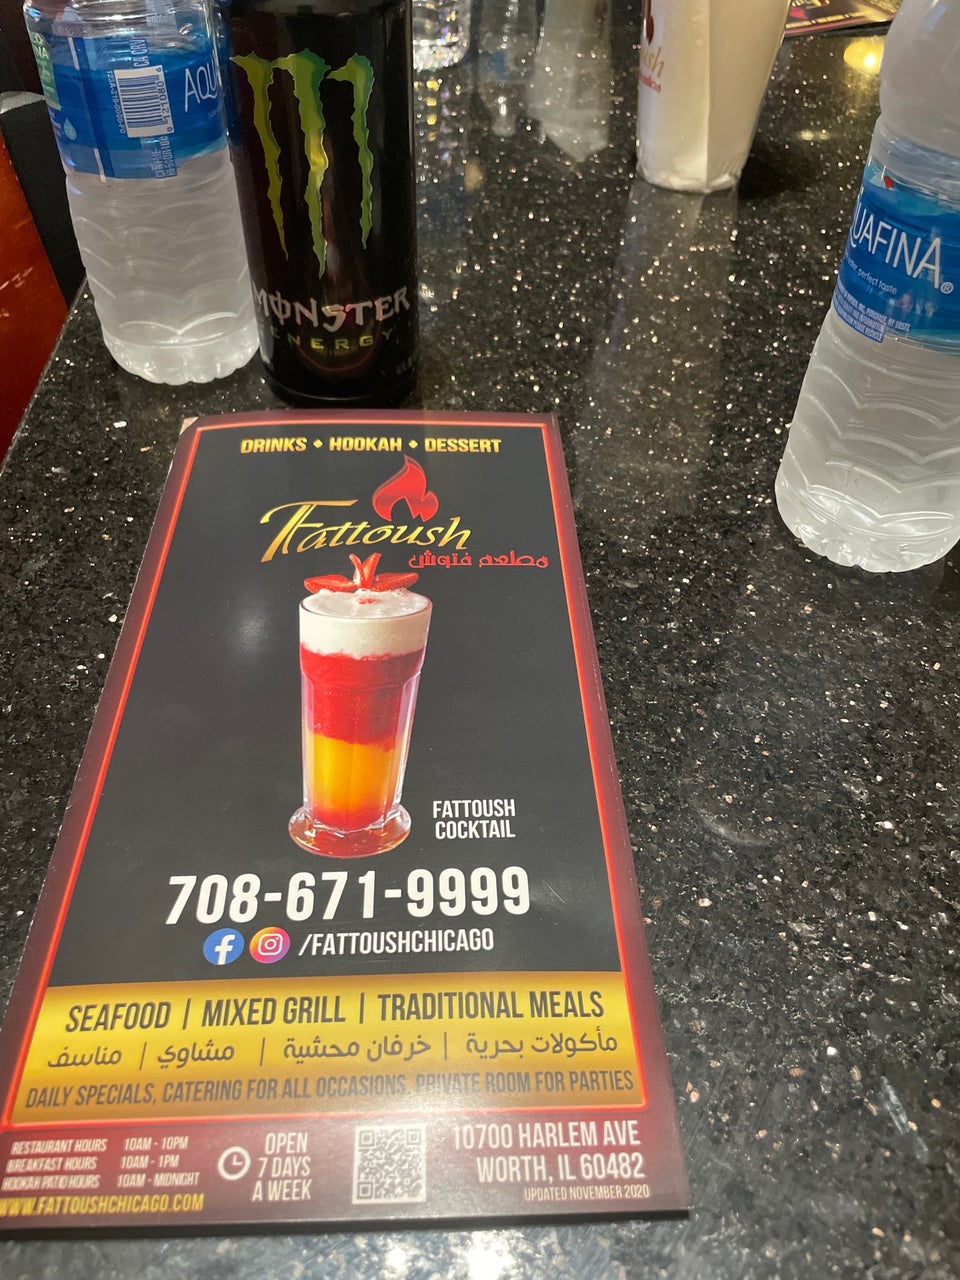 AQU
MONSTER
ENERGY
AQUAFINA®
perfect taste
DRINKS • HOOKAH • DESSERT
Fattoush
مطعم فتوش
FATTOUSH
COCKTAIL
708-671-9999
/FATTOUSHCHICAGO
SEAFOOD | MIXED GRILL | TRADITIONAL MEALS
مأكولات بحرية | خرفان محشية | مشاوي | مناسف
DAILY SPECIALS, CATERING FOR ALL OCCASIONS, PRIVATE ROOM FOR PARTIES
RESTAURANT HOURS 10AM - 10PM
BREAKFAST HOURS 10AM - 1PM
HOOKAH PATIO HOURS 10AM - MIDNIGHT
WWW.FATTOUSHCHICAGO.COM
OPEN
7 DAYS
A WEEK
10700 HARLEM AVE
WORTH, IL 60482
UPDATED NOVEMBER 2020